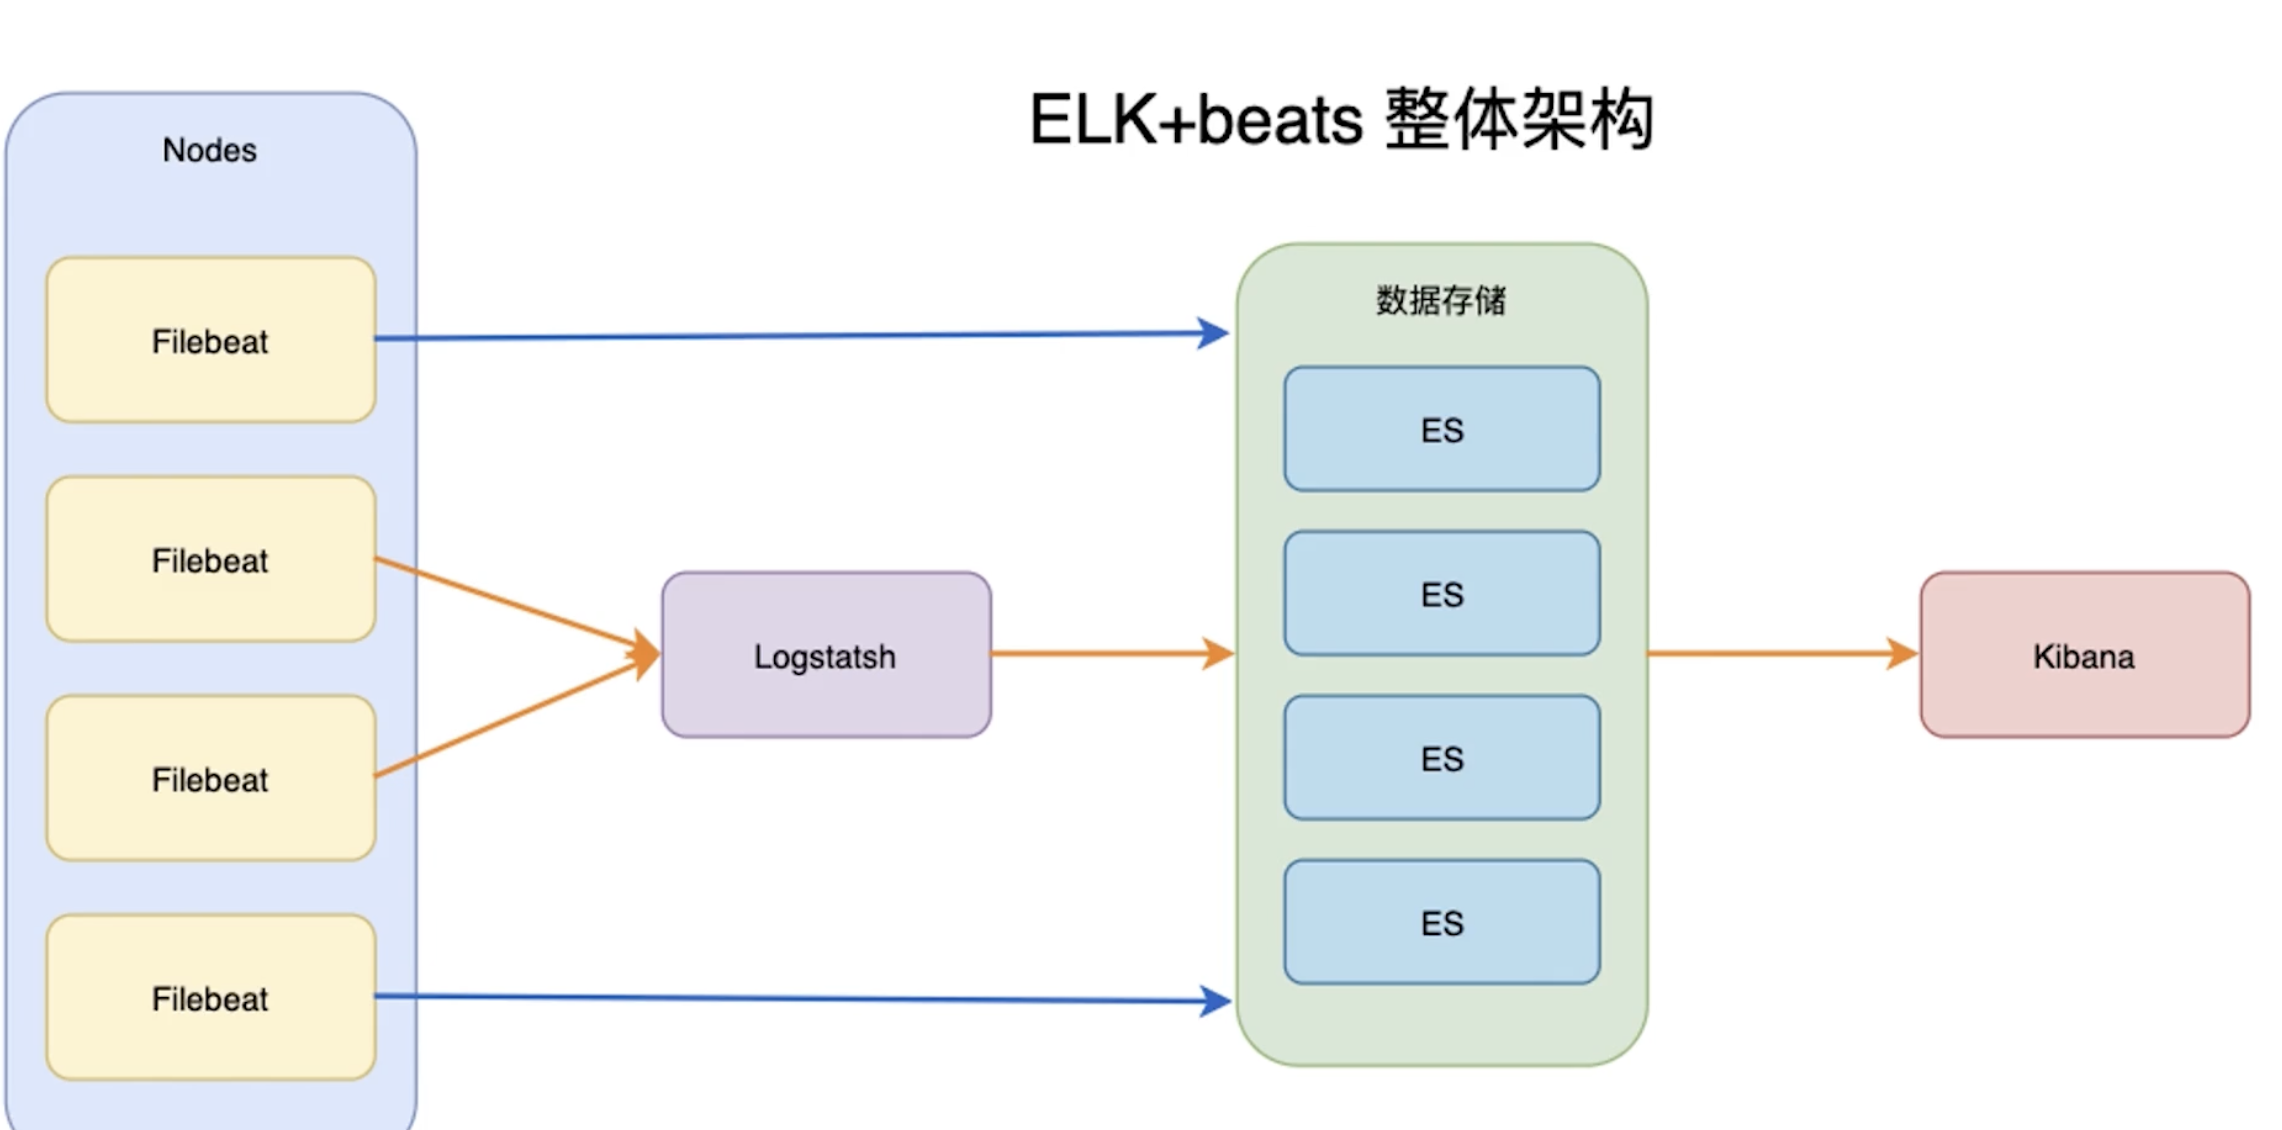 ELK+beats 整体架构
Nodes
Filebeat
Filebeat
Filebeat
Filebeat
Logstatsh
数据存储
ES
ES
ES
ES
Kibana